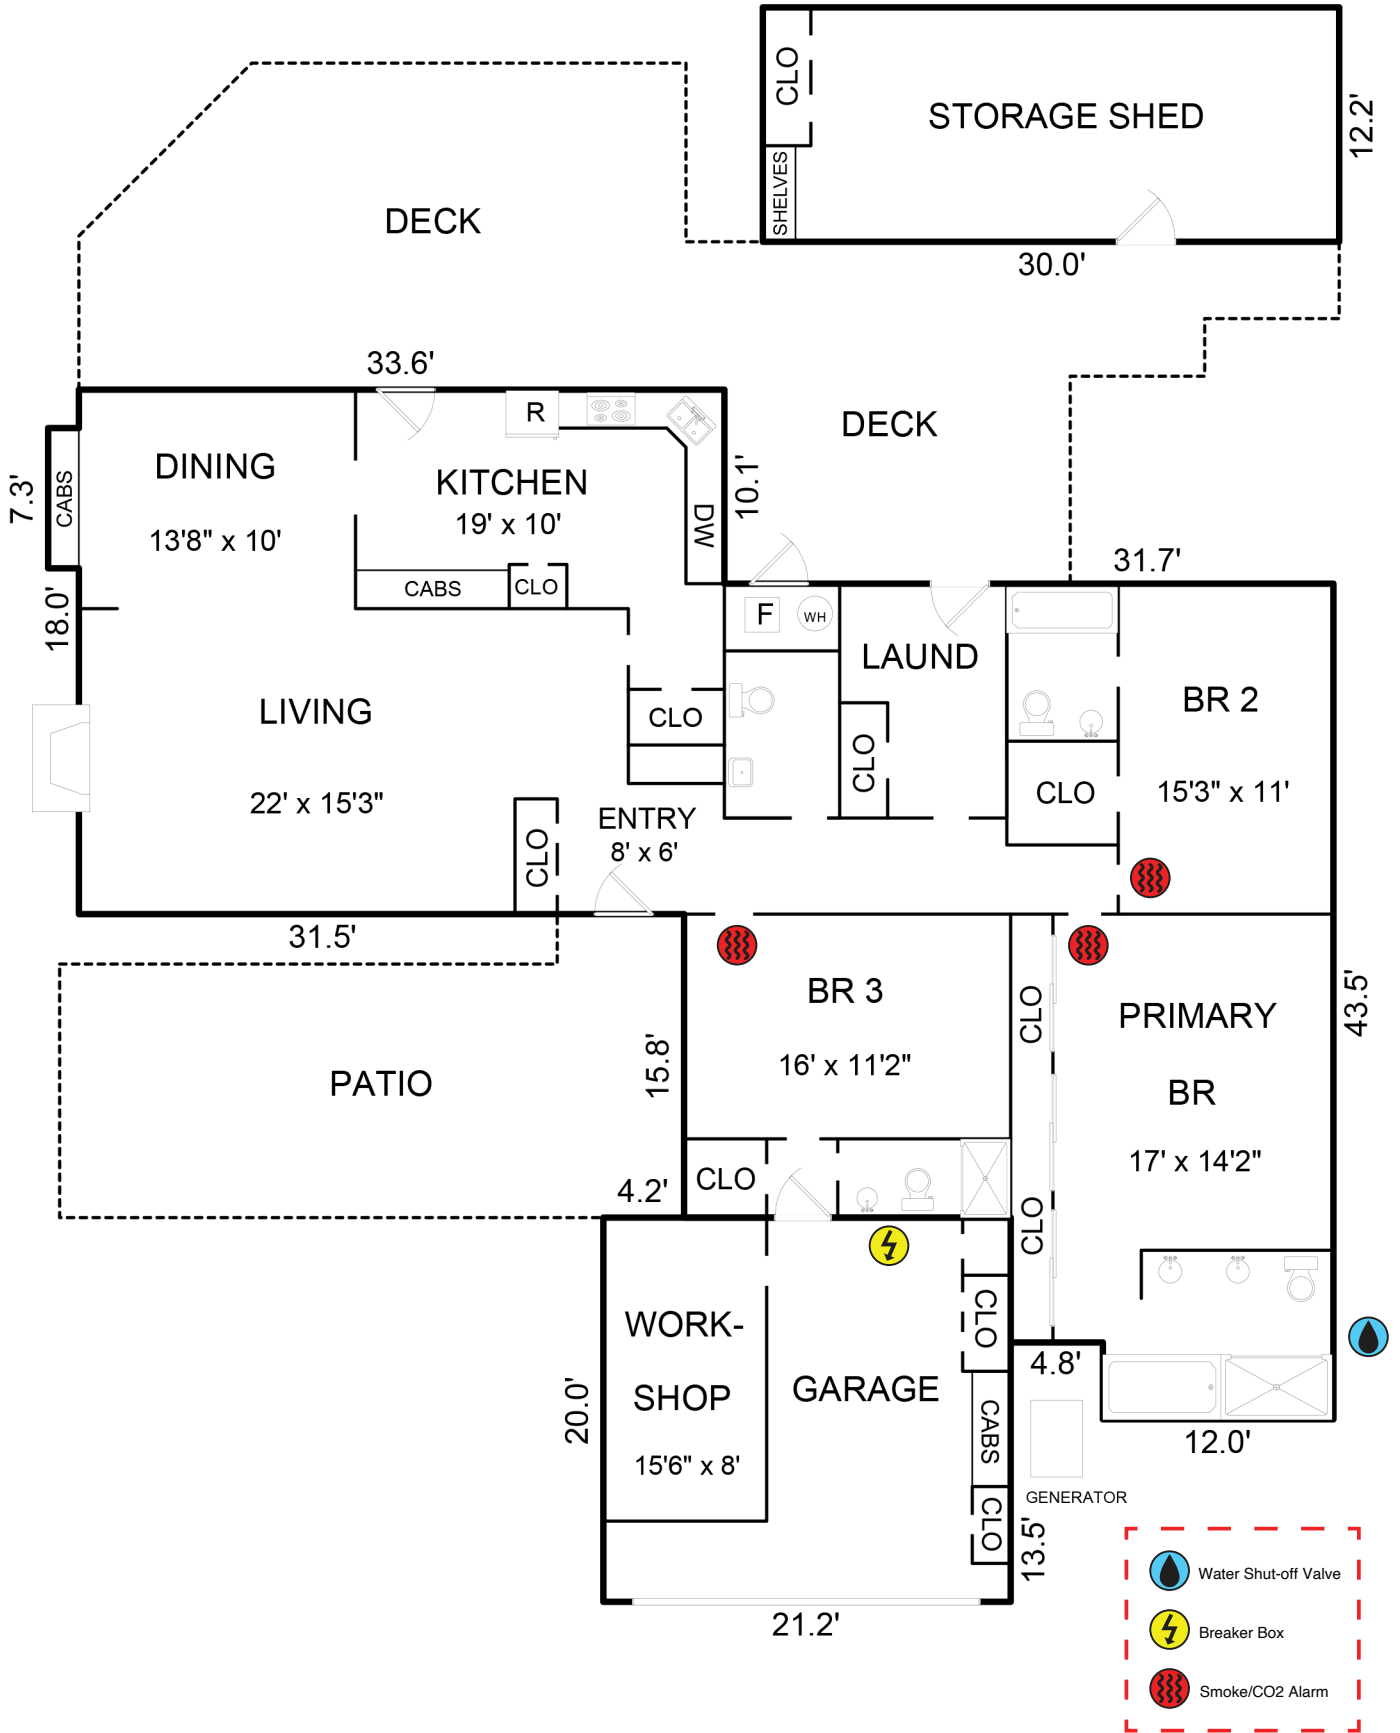 CLO
STORAGE SHED
12.2'
SHELVES
DECK
30.0'
33.6'
R
DECK
DINING
KITCHEN
7.3'
CABS
10.1'
13'8" x 10'
19' x 10'
DW
31.7'
CABS
CLO
18.0'
F
WH
LAUND
BR 2
LIVING
CLO
CLO
CLO
15'3" x 11'
22' x 15'3"
ENTRY
8' x 6'
CLO
31.5'
BR 3
43.5'
CLO
PRIMARY
BR
16' x 11'2"
15.8'
PATIO
17' x 14'2"
CLO
4.2'
CLO
WORK-
SHOP
15'6" x 8'
CLO
GARAGE
4.8'
20.0'
CABS
12.0'
GENERATOR
CLO
13.5'
21.2'
Water Shut-off Valve
Breaker Box
Smoke/CO2 Alarm